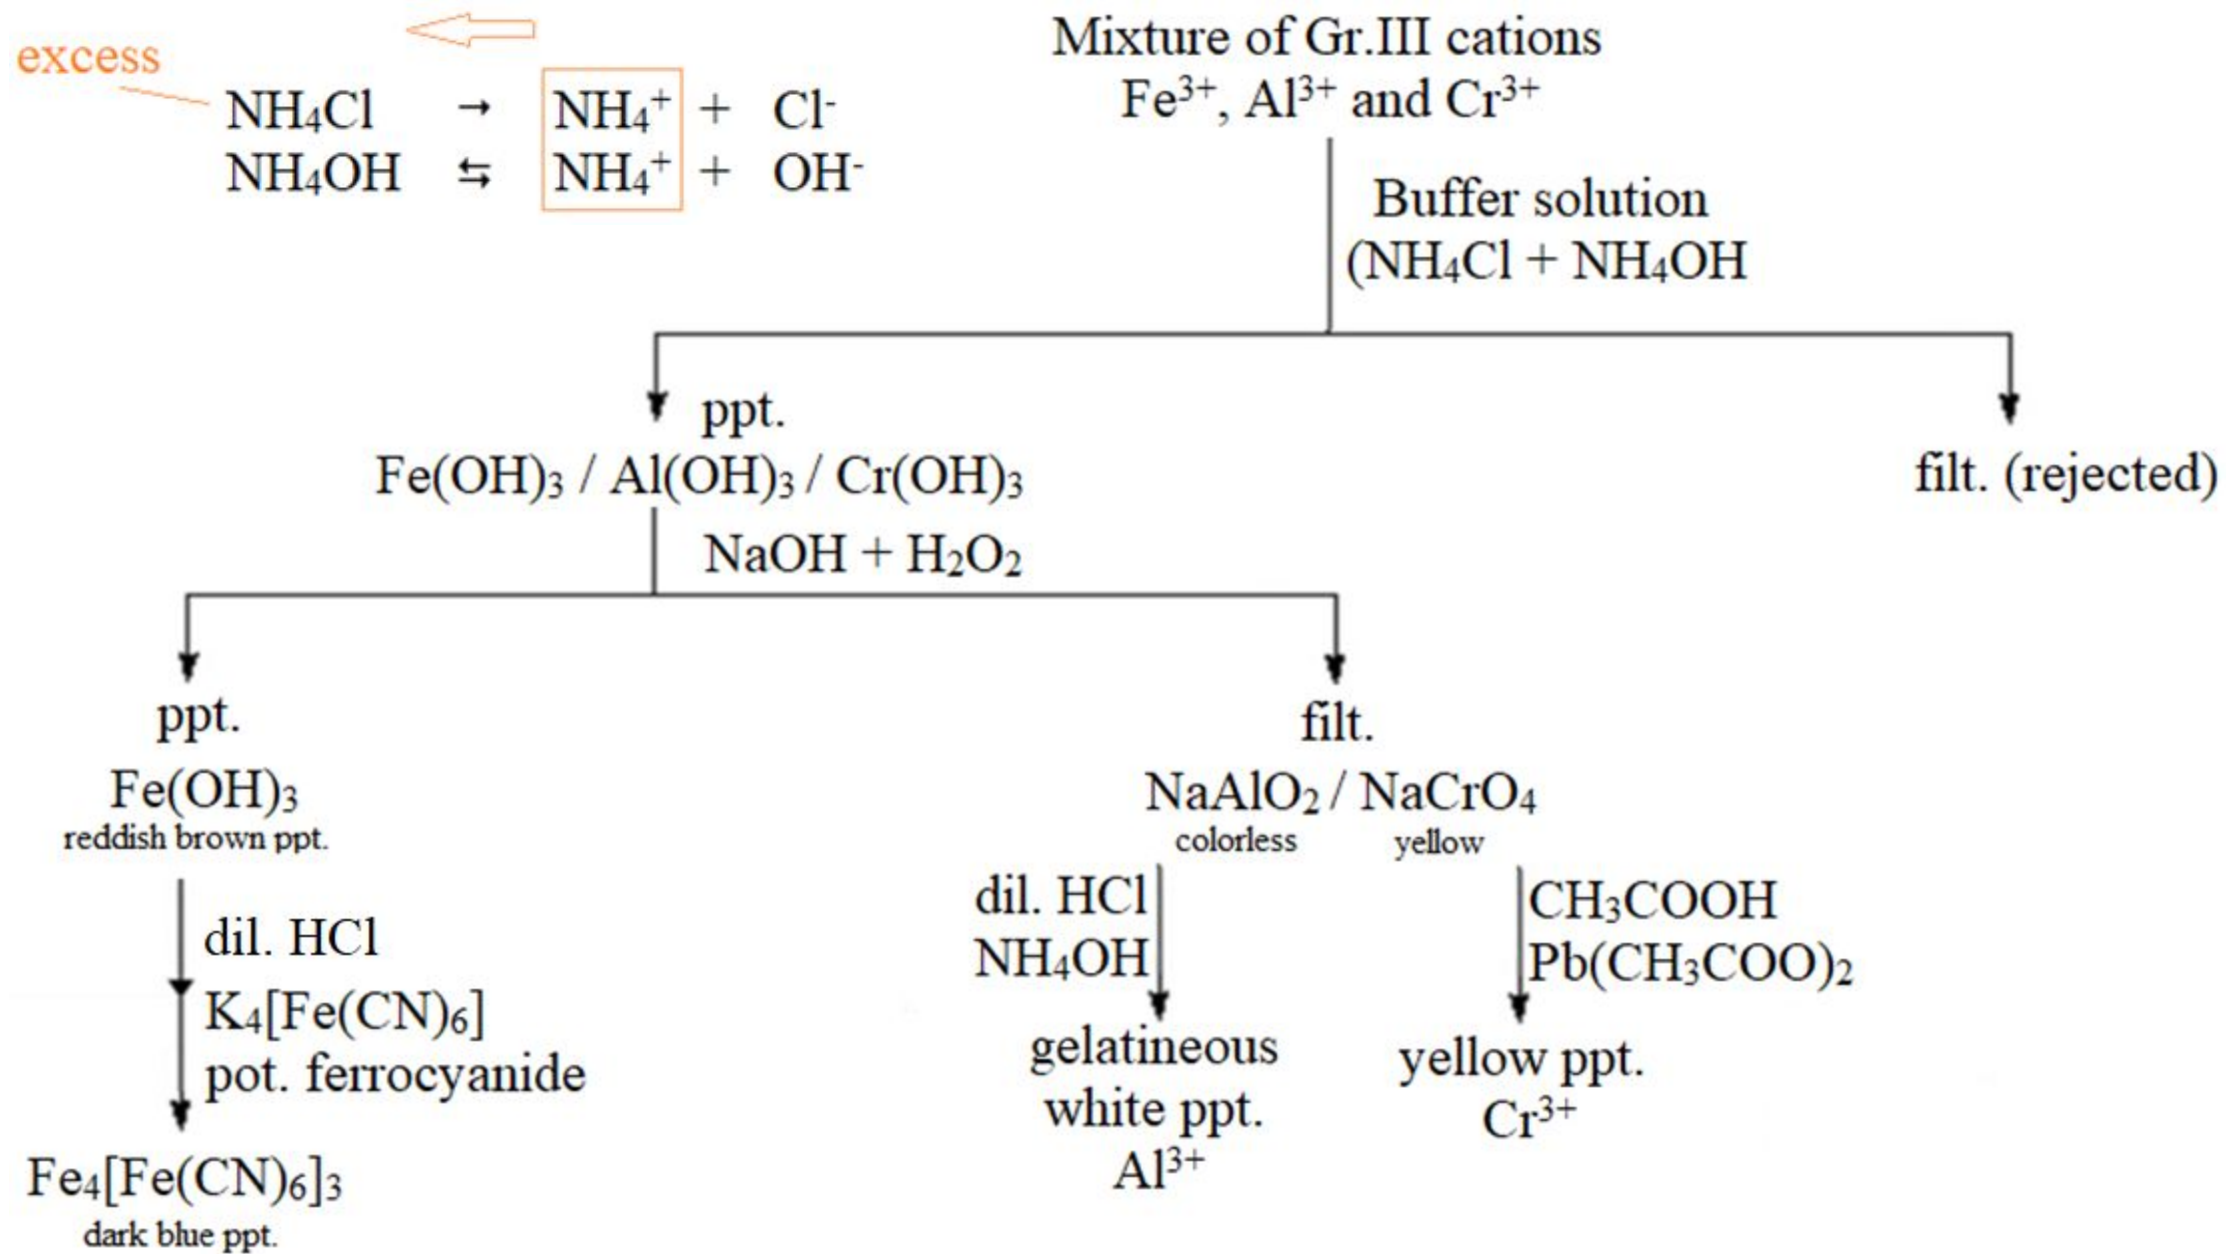 excess
NH₄Cl → NH₄⁺ + Cl⁻
NH₄OH ⇆ NH₄⁺ + OH⁻
Mixture of Gr.III cations
Fe³⁺, Al³⁺ and Cr³⁺
Buffer solution
(NH₄Cl + NH₄OH
ppt.
Fe(OH)₃ / Al(OH)₃ / Cr(OH)₃
filt. (rejected)
NaOH + H₂O₂
ppt.
Fe(OH)₃
reddish brown ppt.
dil. HCl
K₄[Fe(CN)₆]
pot. ferrocyanide
Fe₄[Fe(CN)₆]₃
dark blue ppt.
filt.
NaAlO₂ / NaCrO₄
colorless yellow
dil. HCl
NH₄OH
gelatineous
white ppt.
Al³⁺
CH₃COOH
Pb(CH₃COO)₂
yellow ppt.
Cr³⁺